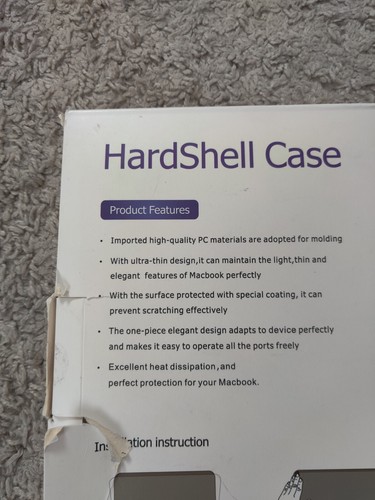 HardShell Case
Product Features
• Imported high-quality PC materials are adopted for molding
• With ultra-thin design,it can maintain the light,thin and
elegant features of Macbook perfectly
• With the surface protected with special coating, it can
prevent scratching effectively
• The one-piece elegant design adapts to device perfectly
and makes it easy to operate all the ports freely
• Excellent heat dissipation,and
perfect protection for your Macbook.
instruction